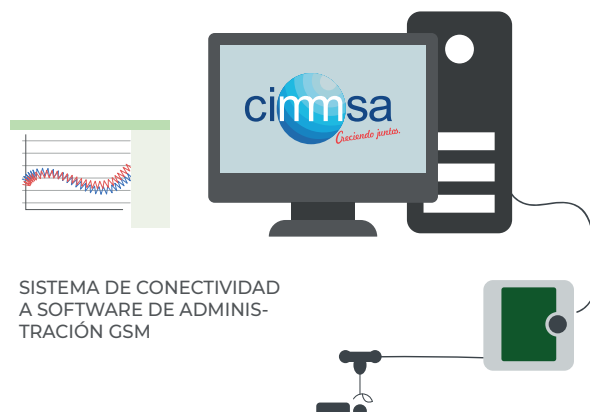 cimmsa
Creciendo juntos.
SISTEMA DE CONECTIVIDAD
A SOFTWARE DE ADMINIS-
TRACIÓN GSM